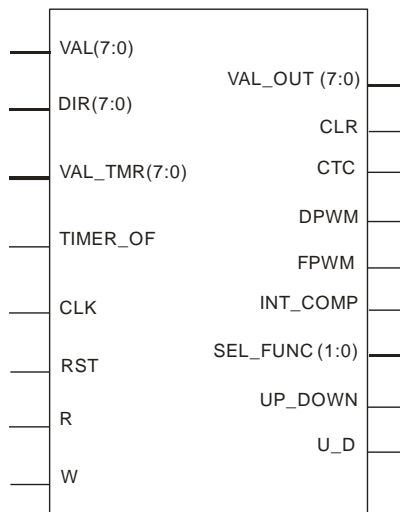 VAL(7:0)
DIR(7:0)
VAL_TMR(7:0)
TIMER_OF
CLK
RST
R
W
VAL_OUT (7:0)
CLR
CTC
DPWM
FPWM
INT_COMP
SEL_FUNC (1:0)
UP_DOWN
U_D